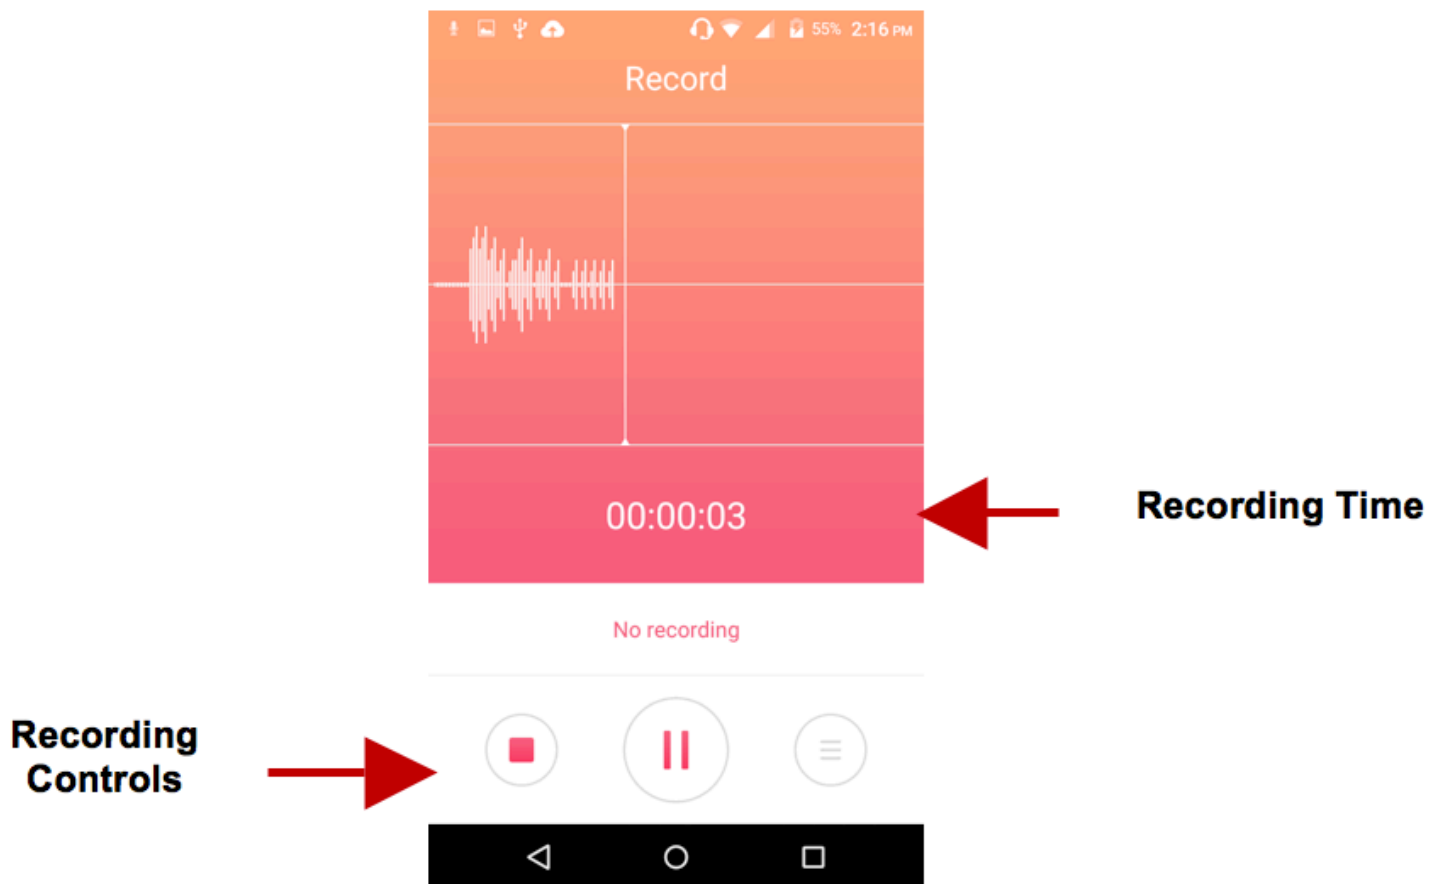 55% 2:16 PM
Record
00:00:03
Recording Time
No recording
Recording
Controls